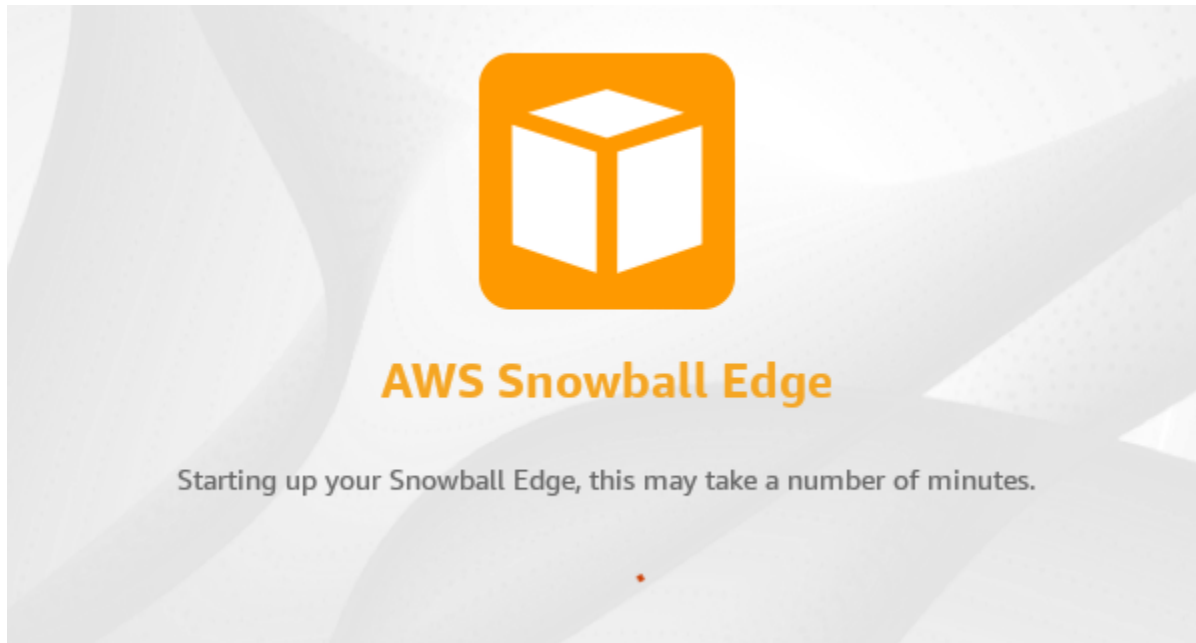 AWS Snowball Edge
Starting up your Snowball Edge, this may take a number of minutes.